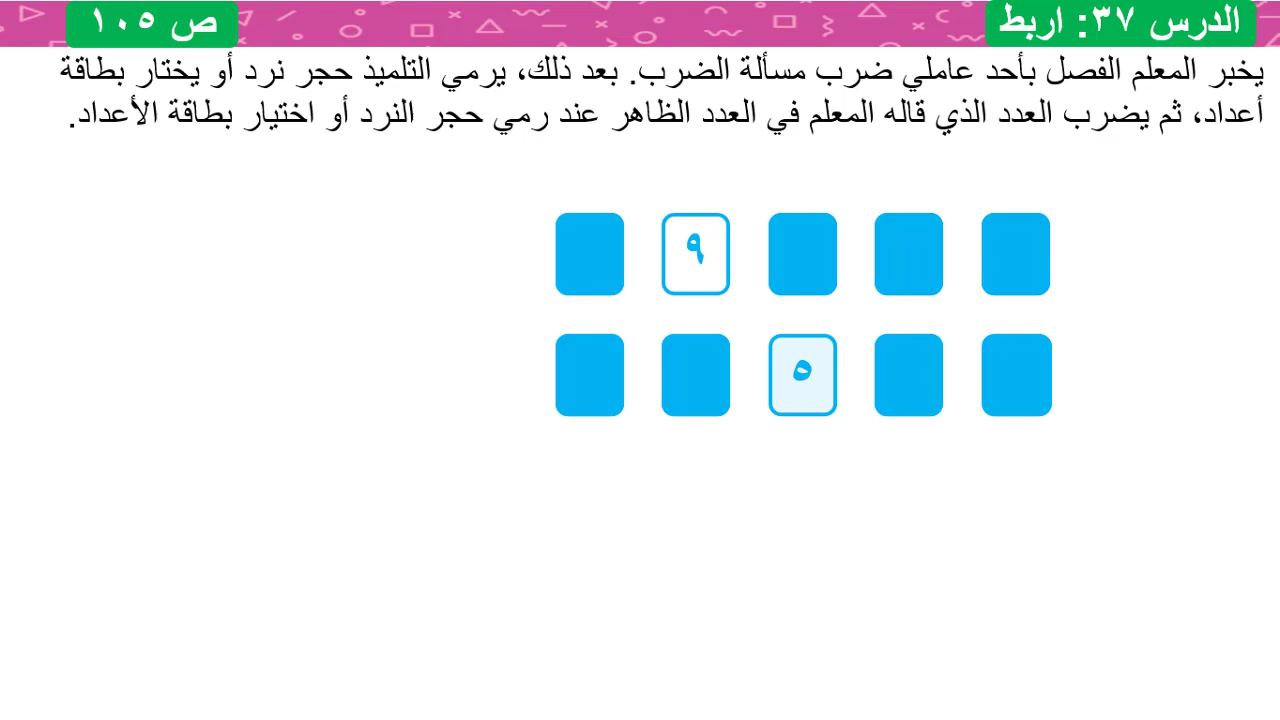 الدرس ٣٧: اربط
ص ١٠٥
يخبر المعلم الفصل بأحد عاملي ضرب مسألة الضرب. بعد ذلك، يرمي التلميذ حجر نرد أو يختار بطاقة
أعداد، ثم يضرب العدد الذي قاله المعلم في العدد الظاهر عند رمي حجر النرد أو اختيار بطاقة الأعداد.
٩
٥